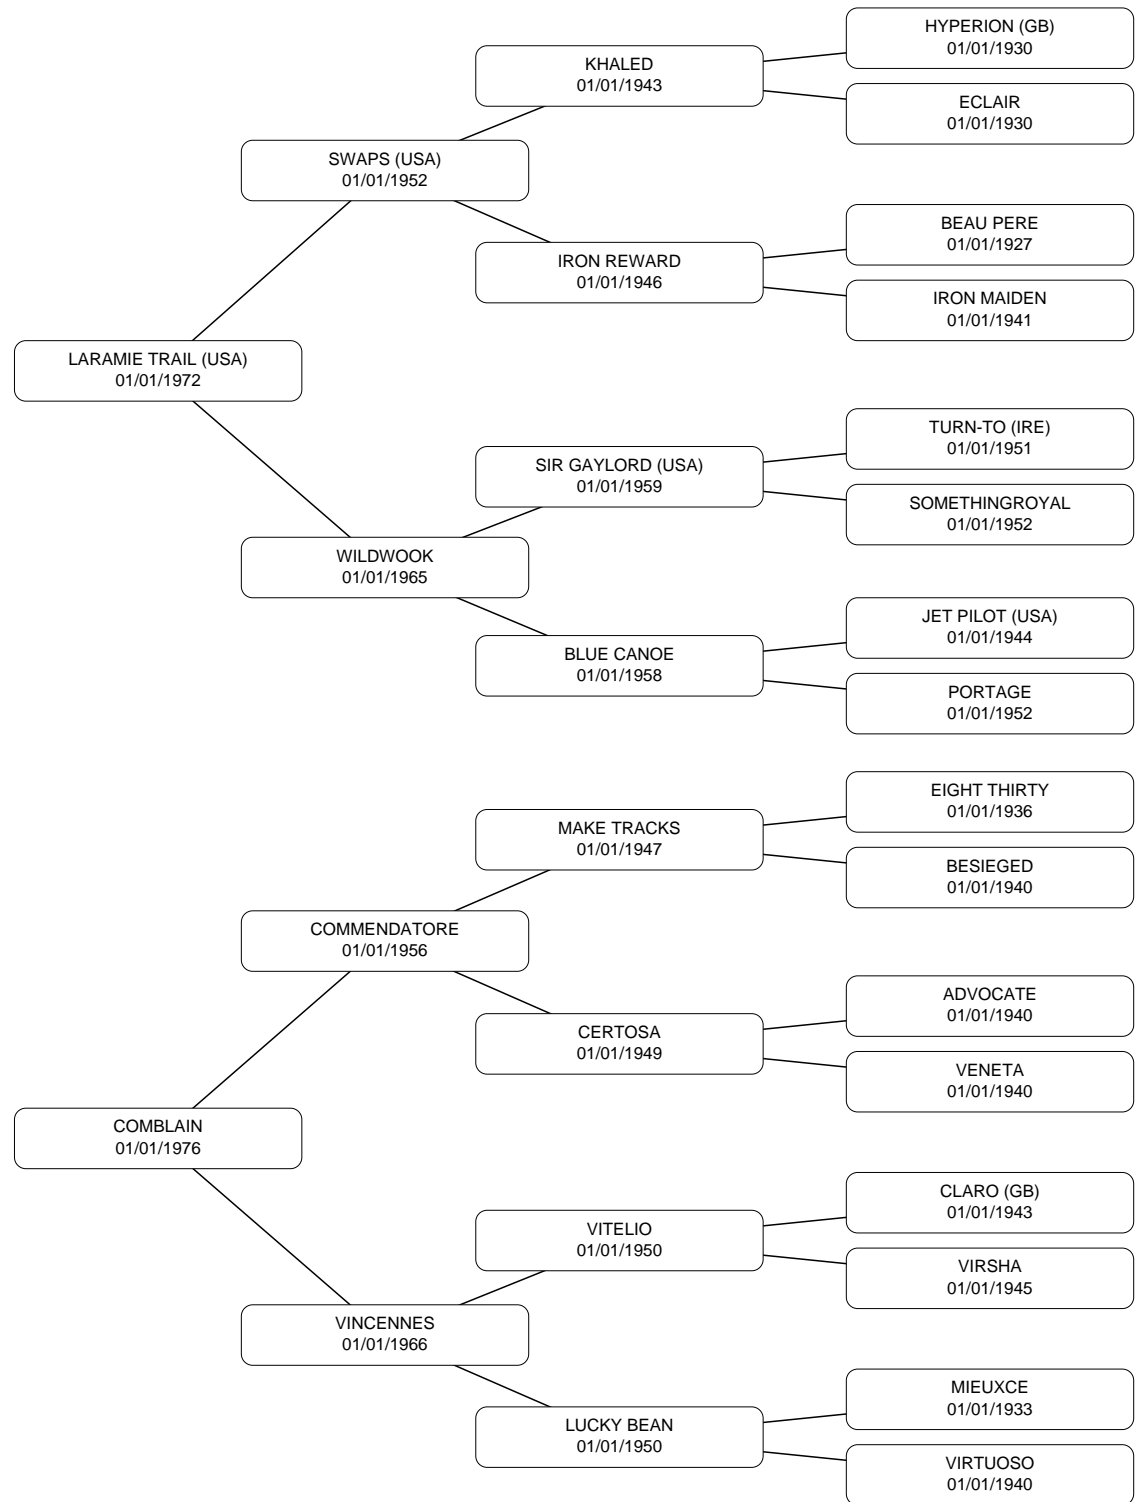 HYPERION (GB)
01/01/1930
KHALED
01/01/1943
ECLAIR
01/01/1930
SWAPS (USA)
01/01/1952
BEAU PERE
01/01/1927
IRON REWARD
01/01/1946
IRON MAIDEN
01/01/1941
LARAMIE TRAIL (USA)
01/01/1972
TURN-TO (IRE)
01/01/1951
SIR GAYLORD (USA)
01/01/1959
SOMETHINGROYAL
01/01/1952
WILDWOOK
01/01/1965
JET PILOT (USA)
01/01/1944
BLUE CANOE
01/01/1958
PORTAGE
01/01/1952
EIGHT THIRTY
01/01/1936
MAKE TRACKS
01/01/1947
BESIEGED
01/01/1940
COMMENDATORE
01/01/1956
ADVOCATE
01/01/1940
CERTOSA
01/01/1949
VENETA
01/01/1940
COMBLAIN
01/01/1976
CLARO (GB)
01/01/1943
VITELIO
01/01/1950
VIRSHA
01/01/1945
VINCENNES
01/01/1966
MIEUXCE
01/01/1933
LUCKY BEAN
01/01/1950
VIRTUOSO
01/01/1940